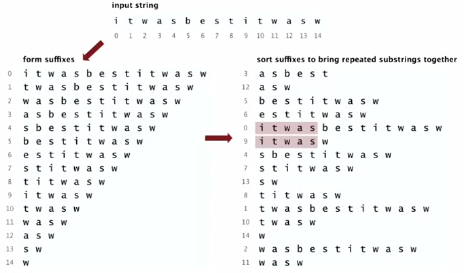 input string
i t w a s b e s t i t w a s w
0 1 2 3 4 5 6 7 8 9 10 11 12 13 14
form suffixes
0 i t w a s b e s t i t w a s w
1 t w a s b e s t i t w a s w
2 w a s b e s t i t w a s w
3 a s b e s t i t w a s w
4 s b e s t i t w a s w
5 b e s t i t w a s w
6 e s t i t w a s w
7 s t i t w a s w
8 t i t w a s w
9 i t w a s w
10 t w a s w
11 w a s w
12 a s w
13 s w
14 w
sort suffixes to bring repeated substrings together
3 a s b e s t
12 a s w
5 b e s t i t w a s w
6 e s t i t w a s w
0 i t w a s b e s t i t w a s w
9 i t w a s w
4 s b e s t i t w a s w
7 s t i t w a s w
13 s w
8 t i t w a s w
1 t w a s b e s t i t w a s w
10 t w a s w
14 w
2 w a s b e s t i t w a s w
11 w a s w